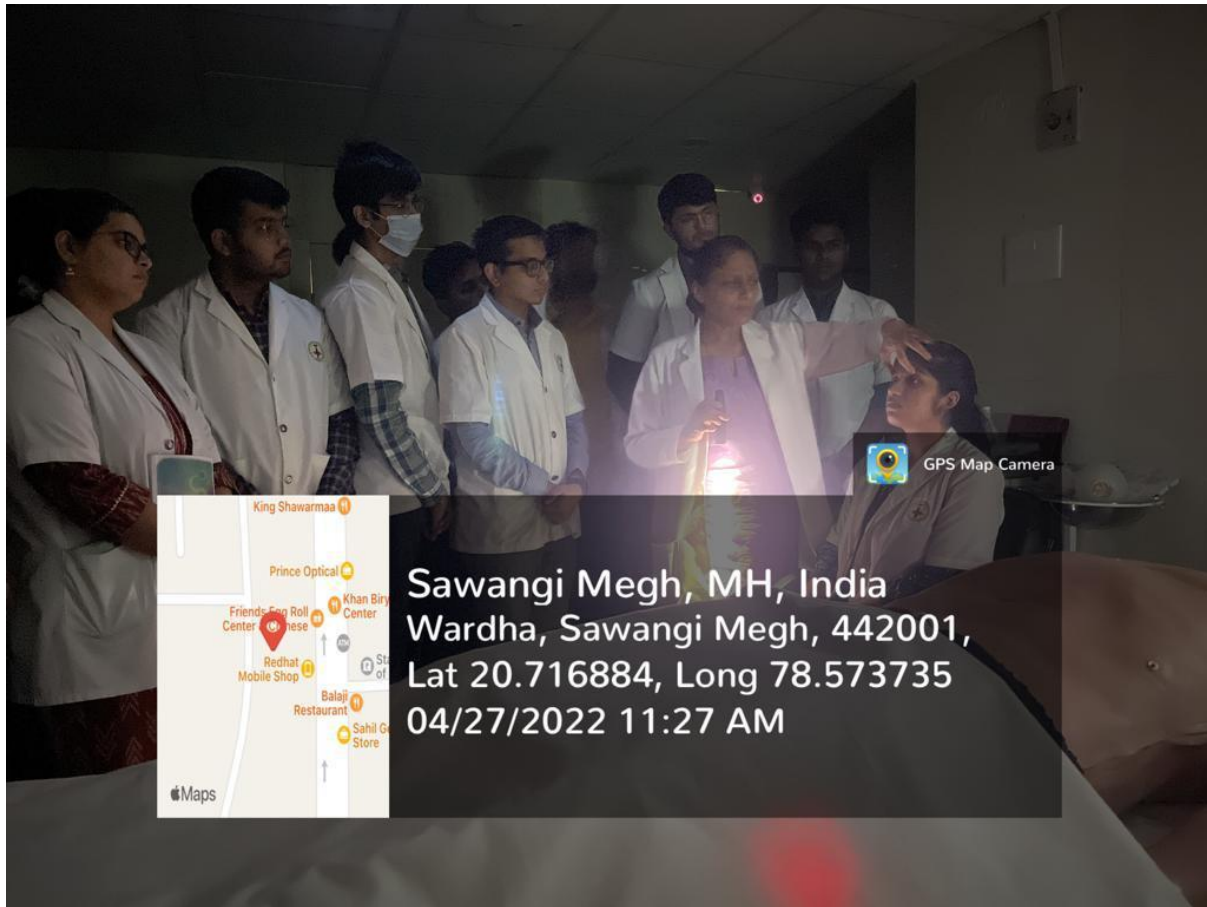 GPS Map Camera
King Shawarmaa
Prince Optical
Khan Biry
Center
Friends Egg Roll
Center
nese
Redhat
Mobile Shop
Balaji
Restaurant
Sahil Ge
Store
Maps
Sawangi Megh, MH, India
Wardha, Sawangi Megh, 442001,
Lat 20.716884, Long 78.573735
04/27/2022 11:27 AM